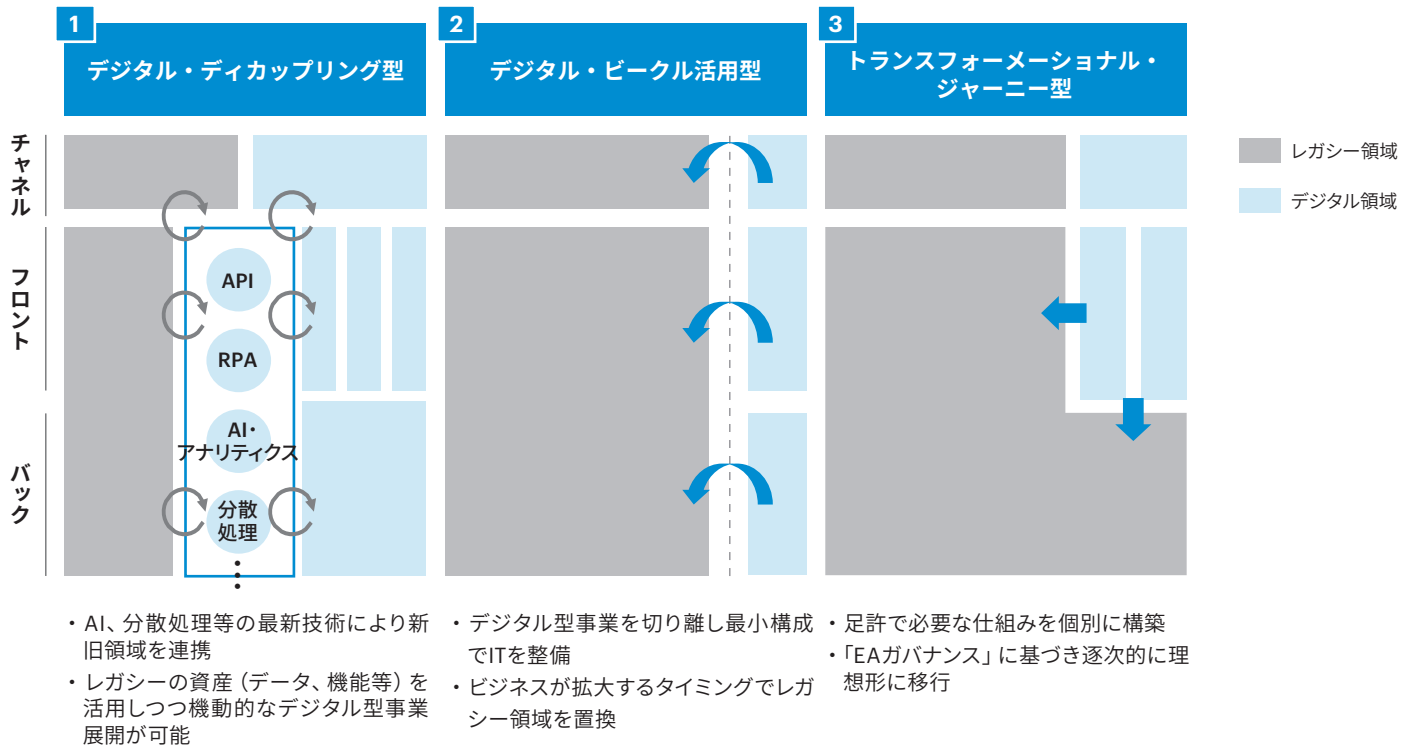 1
デジタル・ディカップリング型
2
デジタル・ビークル活用型
3
トランスフォーメーショナル・
ジャーニー型
チャネル
フロント
バック
API
RPA
AI・
アナリティクス
分散
処理
レガシー領域
デジタル領域
・AI、分散処理等の最新技術により新
旧領域を連携
・レガシーの資産（データ、機能等）を
活用しつつ機動的なデジタル型事業
展開が可能
・デジタル型事業を切り離し最小構成
でITを整備
・ビジネスが拡大するタイミングでレガ
シー領域を置換
・足許で必要な仕組みを個別に構築
・「EAガバナンス」に基づき逐次的に理
想形に移行